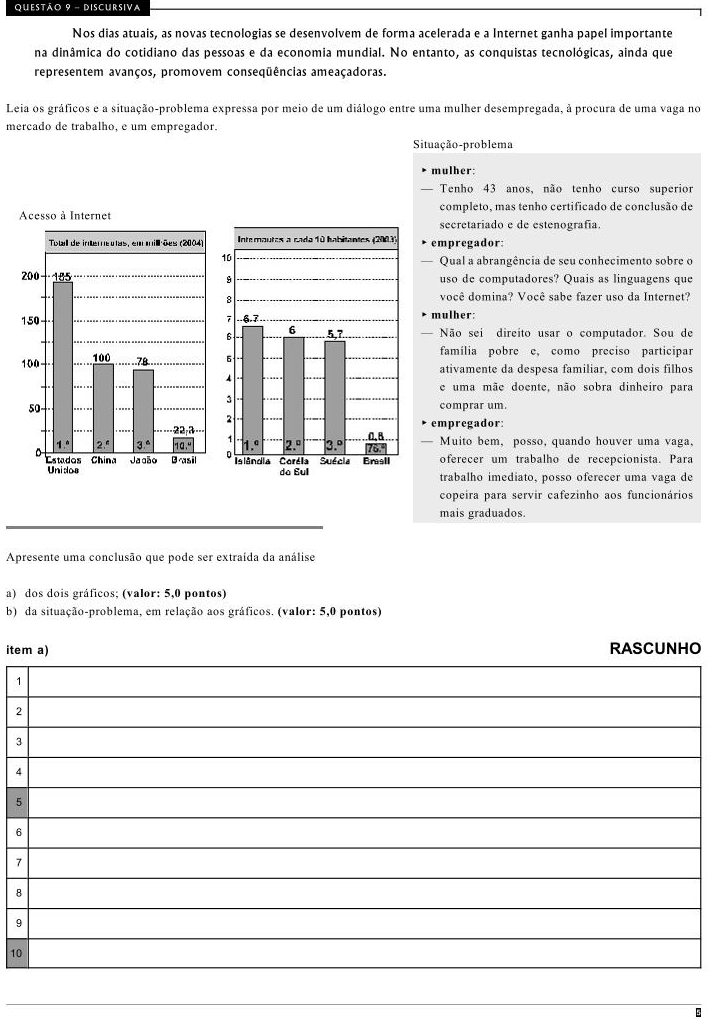 QUESTÃO 9 – DISCURSIVA
Nos dias atuais, as novas tecnologias se desenvolvem de forma acelerada e a Internet ganha papel importante
na dinâmica do cotidiano das pessoas e da economia mundial. No entanto, as conquistas tecnológicas, ainda que
representem avanços, promovem conseqüências ameaçadoras.
Leia os gráficos e a situação-problema expressa por meio de um diálogo entre uma mulher desempregada, à procura de uma vaga no
mercado de trabalho, e um empregador.
Acesso à Internet
Total de internautas, em milhões (2004)
200
150
100
50
0
185
100
78
22,3
1.º
2.º
3.º
10.º
Estados
Unidos
China
Japão
Brasil
Internautas a cada 10 habitantes (2003)
10
9
8
7
6
5
4
3
2
1
0
6,7
6
5,7
0,8
1.º
2.º
3.º
76.º
Islândia
Coréia
do Sul
Suécia
Brasil
Situação-problema
‣ mulher:
— Tenho 43 anos, não tenho curso superior
completo, mas tenho certificado de conclusão de
secretariado e de estenografia.
‣ empregador:
— Qual a abrangência de seu conhecimento sobre o
uso de computadores? Quais as linguagens que
você domina? Você sabe fazer uso da Internet?
‣ mulher:
— Não sei direito usar o computador. Sou de
família pobre e, como preciso participar
ativamente da despesa familiar, com dois filhos
e uma mãe doente, não sobra dinheiro para
comprar um.
‣ empregador:
— Muito bem, posso, quando houver uma vaga,
oferecer um trabalho de recepcionista. Para
trabalho imediato, posso oferecer uma vaga de
copeira para servir cafezinho aos funcionários
mais graduados.
Apresente uma conclusão que pode ser extraída da análise
a) dos dois gráficos; (valor: 5,0 pontos)
b) da situação-problema, em relação aos gráficos. (valor: 5,0 pontos)
item a) RASCUNHO
1
2
3
4
5
6
7
8
9
10
5